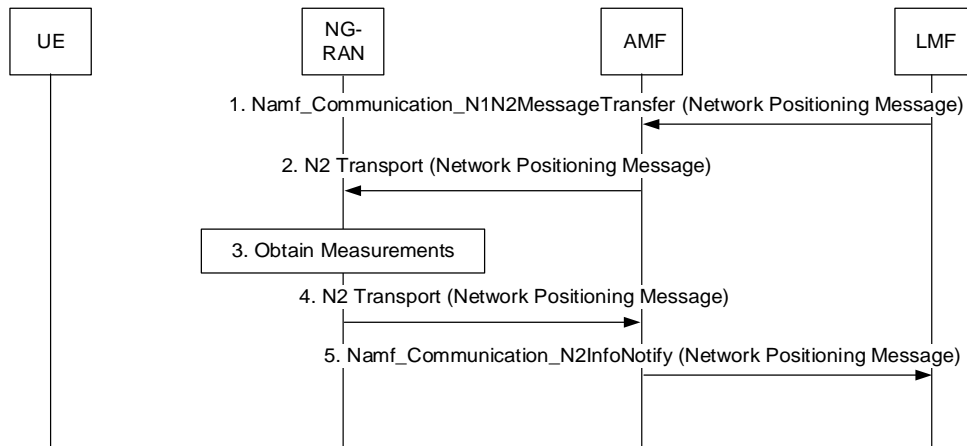 UE
NG-
RAN
AMF
LMF
1. Namf_Communication_N1N2MessageTransfer (Network Positioning Message)
2. N2 Transport (Network Positioning Message)
3. Obtain Measurements
4. N2 Transport (Network Positioning Message)
5. Namf_Communication_N2InfoNotify (Network Positioning Message)